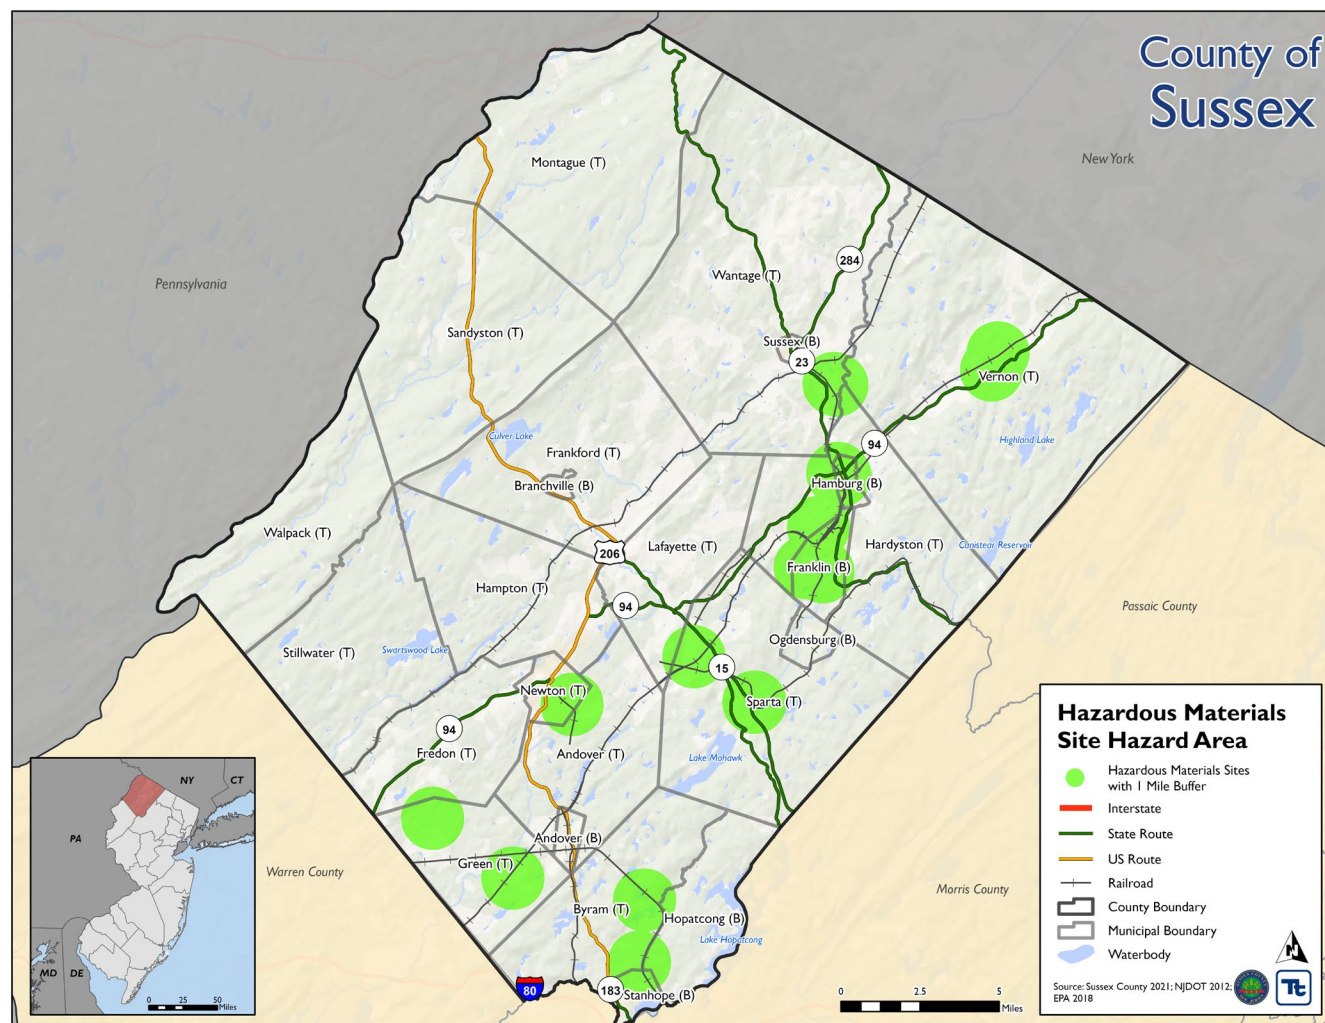 County of
Sussex
New York
Pennsylvania
Montague (T)
284
Wantage (T)
Sandyston (T)
Sussex (B)
23
Vernon (T)
Culver Lake
94
Highland Lake
Frankford (T)
Branchville (B)
Hamburg (B)
Walpack (T)
206
Lafayette (T)
Hardyston (T)
Canistear Reservoir
Franklin (B)
Hampton (T)
94
Passaic County
Ogdensburg (B)
Stillwater (T)
Swartswood Lake
15
Newton (T)
Sparta (T)
94
Fredon (T)
Andover (T)
Lake Mohawk
Andover (B)
Green (T)
Warren County
Morris County
Byram (T)
Hopatcong (B)
Lake Hopatcong
80
183
Stanhope (B)
0 2.5 5
Miles
NY
CT
PA
MD
DE
0 25 50
Miles
Hazardous Materials
Site Hazard Area
Hazardous Materials Sites
with 1 Mile Buffer
Interstate
State Route
US Route
Railroad
County Boundary
Municipal Boundary
Waterbody
N
Source: Sussex County 2021; NJDOT 2012;
EPA 2018
Tt